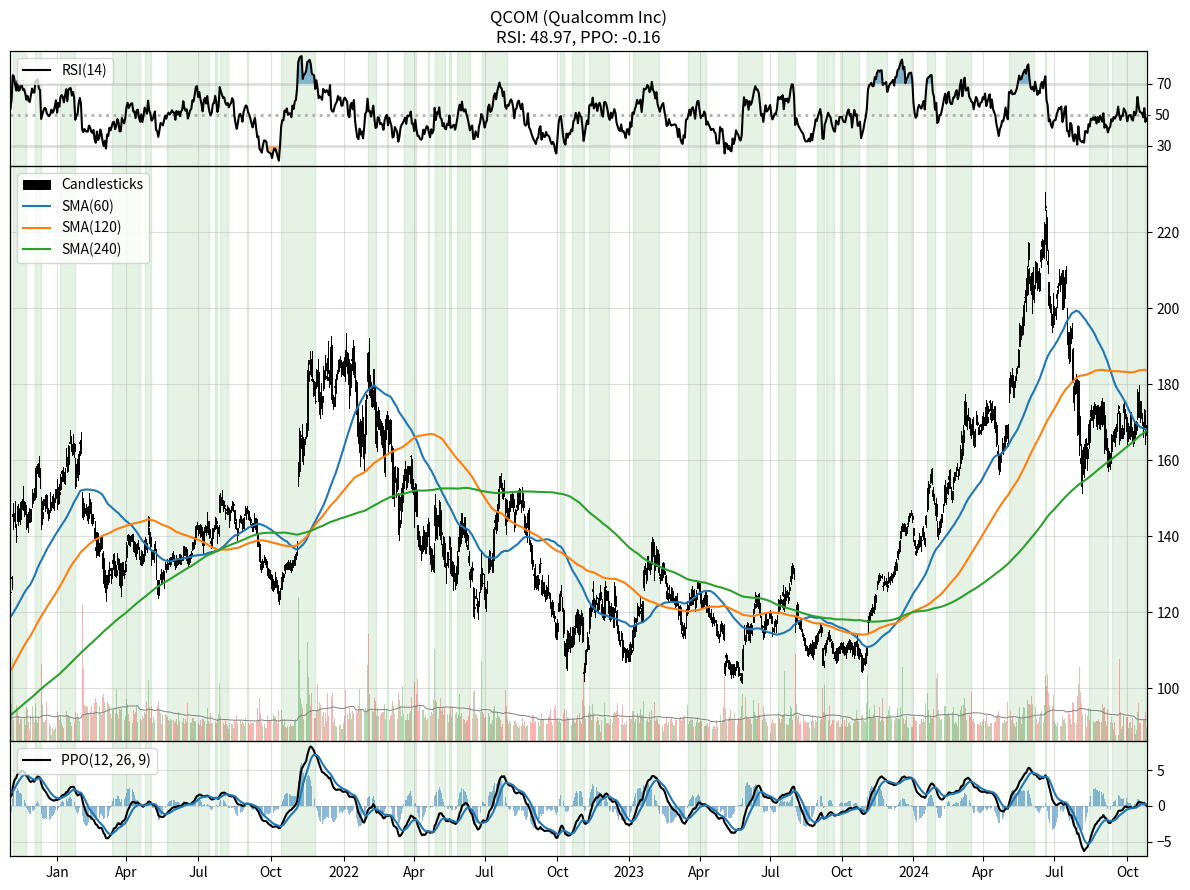 QCOM (Qualcomm Inc)
RSI: 48.97, PPO: -0.16
RSI(14)
70
50
30
Candlesticks
SMA(60)
SMA(120)
SMA(240)
220
200
180
160
140
120
100
PPO(12, 26, 9)
5
0
−5
Jan Apr Jul Oct 2022 Apr Jul Oct 2023 Apr Jul Oct 2024 Apr Jul Oct